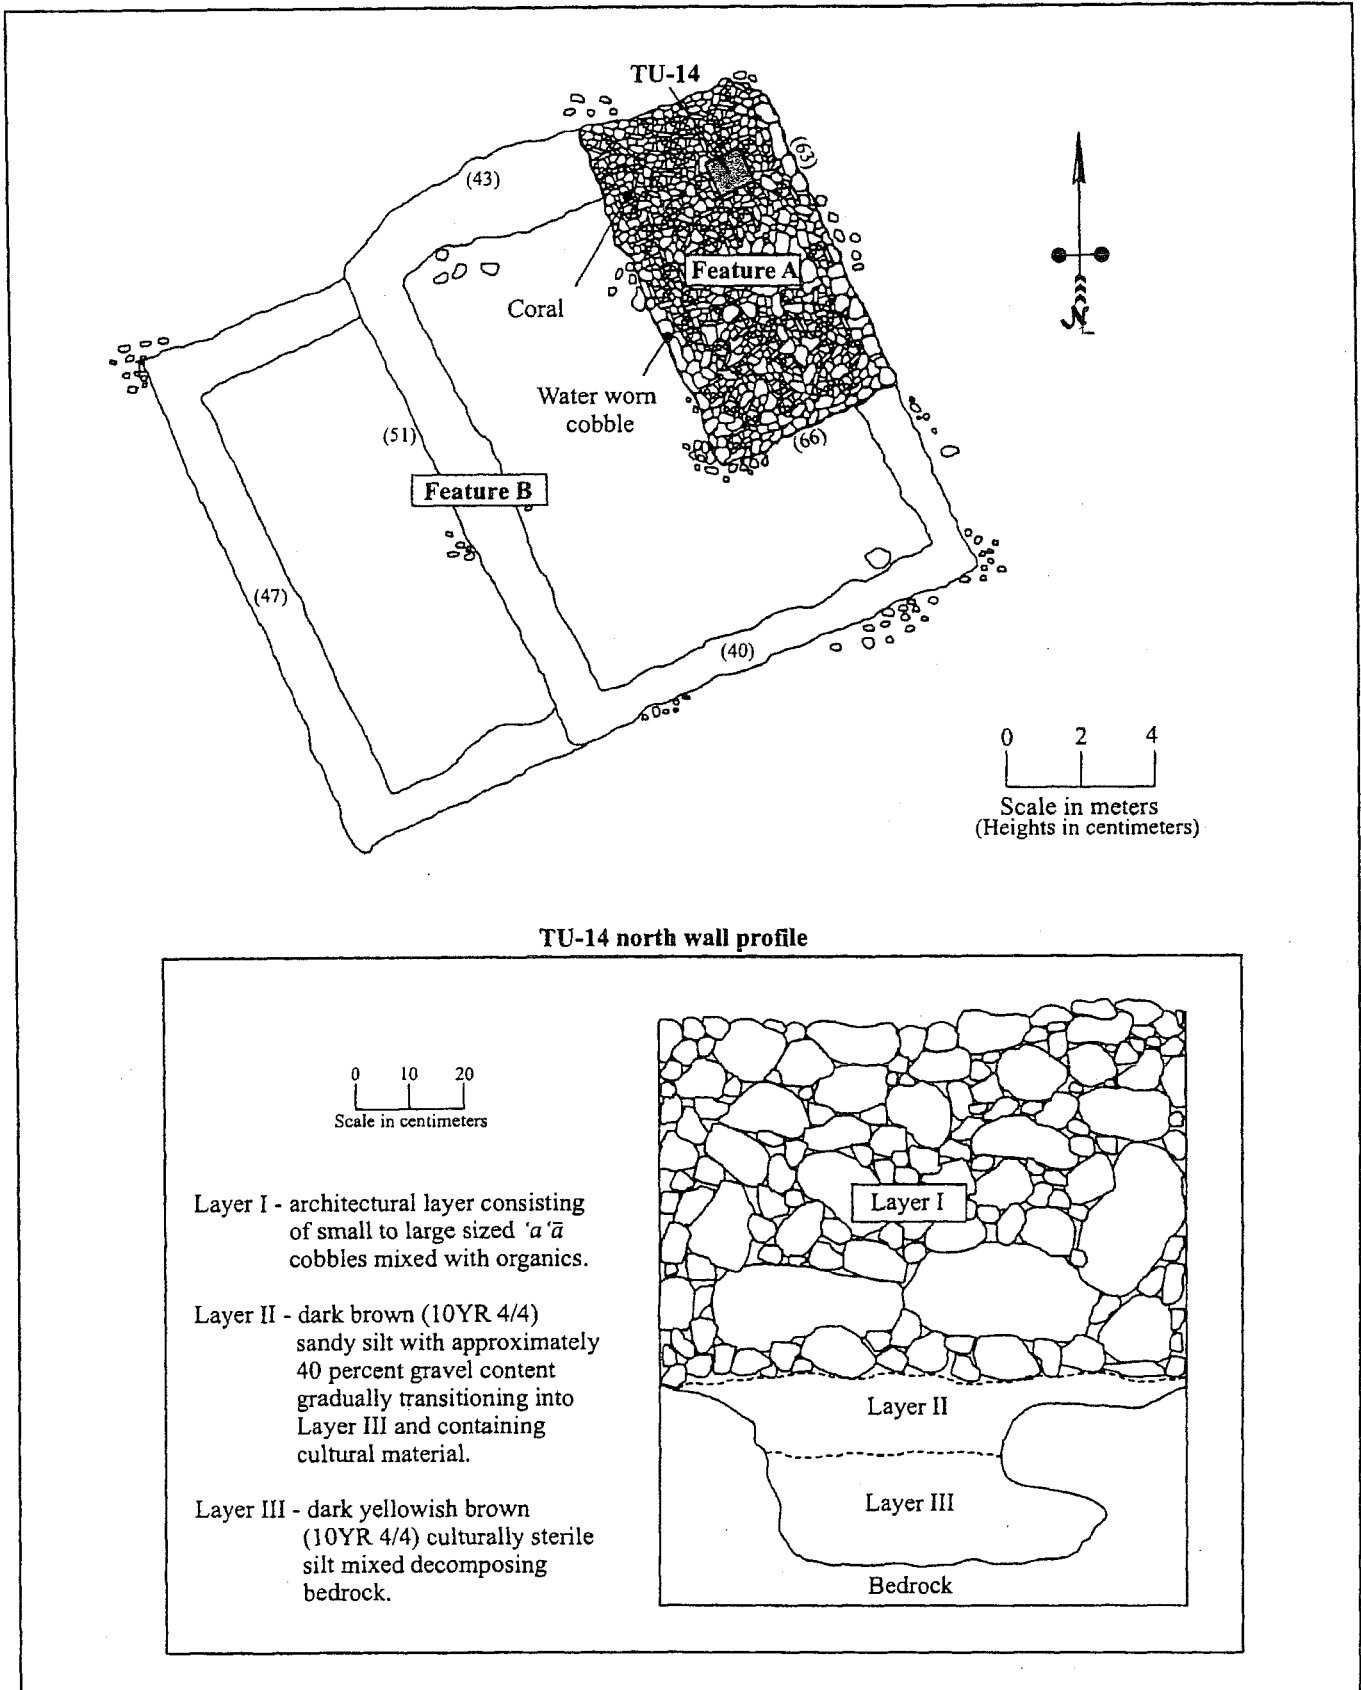 TU-14
(63)
(43)
Feature A
Coral
N
Water worn
cobble
(51)
(66)
Feature B
(47)
(40)
0 2 4
Scale in meters
(Heights in centimeters)
TU-14 north wall profile
0 10 20
Scale in centimeters
Layer I - architectural layer consisting
of small to large sized ʻaʻā
cobbles mixed with organics.
Layer II - dark brown (10YR 4/4)
sandy silt with approximately
40 percent gravel content
gradually transitioning into
Layer III and containing
cultural material.
Layer III - dark yellowish brown
(10YR 4/4) culturally sterile
silt mixed decomposing
bedrock.
Layer I
Layer II
Layer III
Bedrock